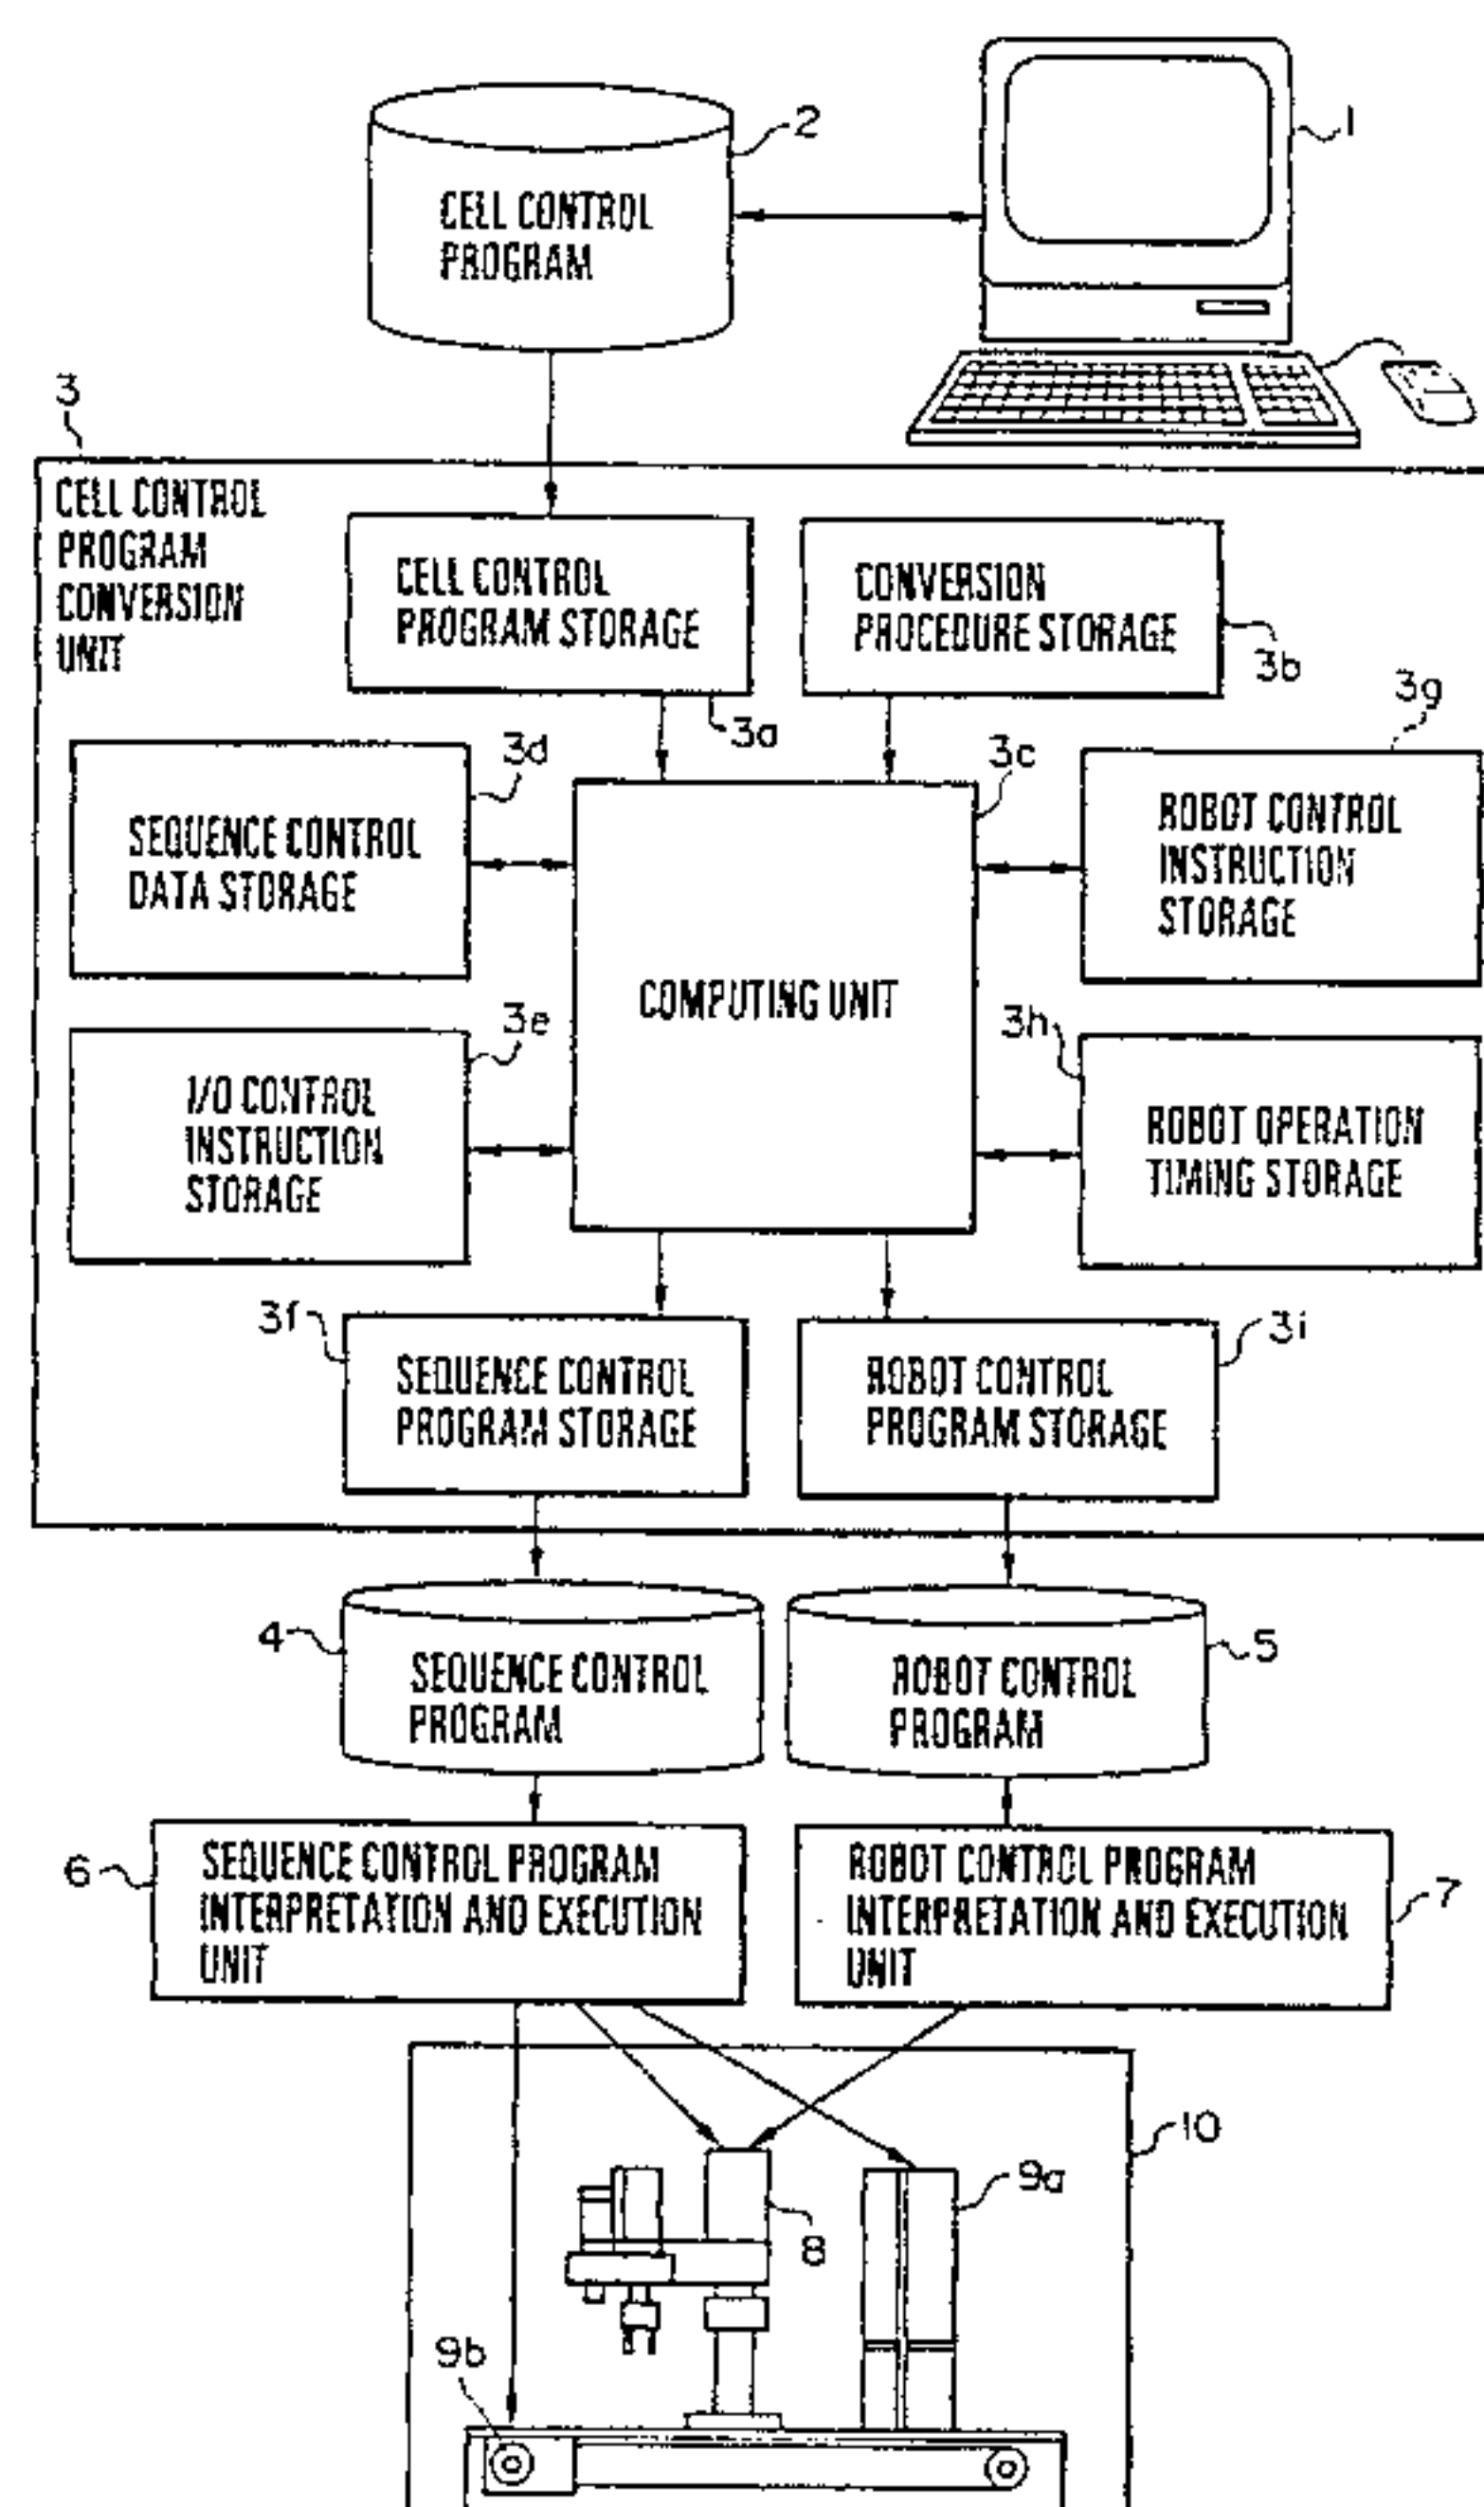 2
1
CELL CONTROL
PROGRAM
3
CELL CONTROL
PROGRAM
CONVERSION
UNIT
CELL CONTROL
PROGRAM STORAGE
3a
CONVERSION
PROCEDURE STORAGE
3b
3d
SEQUENCE CONTROL
DATA STORAGE
3c
COMPUTING UNIT
3g
ROBOT CONTROL
INSTRUCTION
STORAGE
3e
I/O CONTROL
INSTRUCTION
STORAGE
3h
ROBOT OPERATION
TIMING STORAGE
3f
SEQUENCE CONTROL
PROGRAM STORAGE
3i
ROBOT CONTROL
PROGRAM STORAGE
4
SEQUENCE CONTROL
PROGRAM
5
ROBOT CONTROL
PROGRAM
6
SEQUENCE CONTROL PROGRAM
INTERPRETATION AND EXECUTION
UNIT
7
ROBOT CONTROL PROGRAM
INTERPRETATION AND EXECUTION
UNIT
10
9a
8
9b